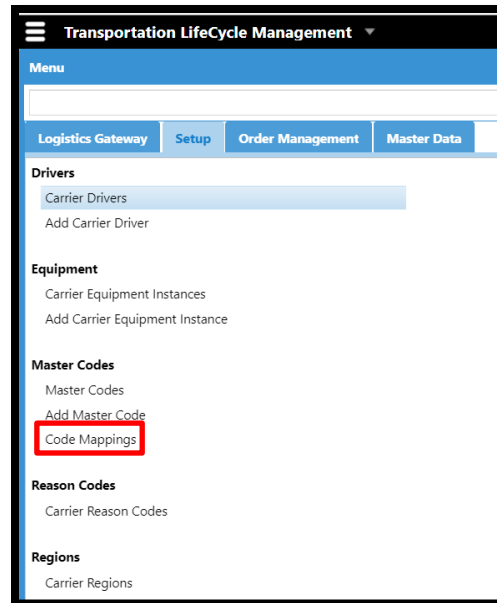 Transportation LifeCycle Management
Menu
Logistics Gateway Setup Order Management Master Data
Drivers
Carrier Drivers
Add Carrier Driver
Equipment
Carrier Equipment Instances
Add Carrier Equipment Instance
Master Codes
Master Codes
Add Master Code
Code Mappings
Reason Codes
Carrier Reason Codes
Regions
Carrier Regions